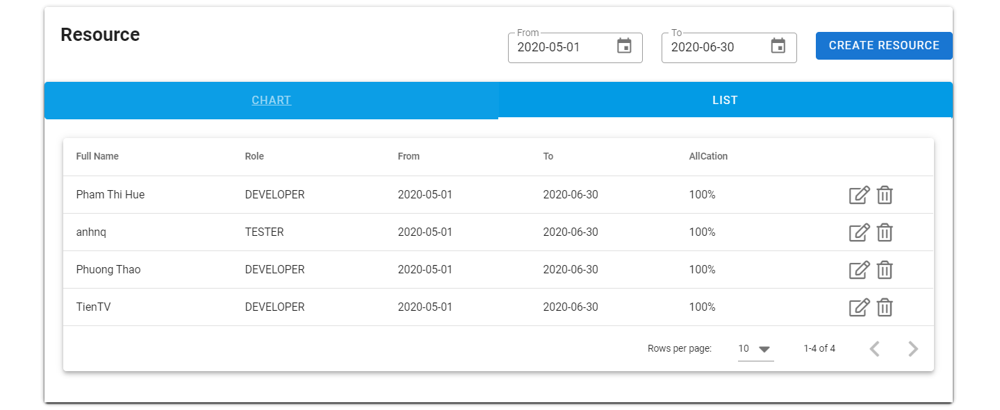 Resource
From
2020-05-01
To
2020-06-30
CREATE RESOURCE
CHART
LIST
Full Name Role From To AllCation
Pham Thi Hue DEVELOPER 2020-05-01 2020-06-30 100%
anhnq TESTER 2020-05-01 2020-06-30 100%
Phuong Thao DEVELOPER 2020-05-01 2020-06-30 100%
TienTV DEVELOPER 2020-05-01 2020-06-30 100%
Rows per page: 10 1-4 of 4